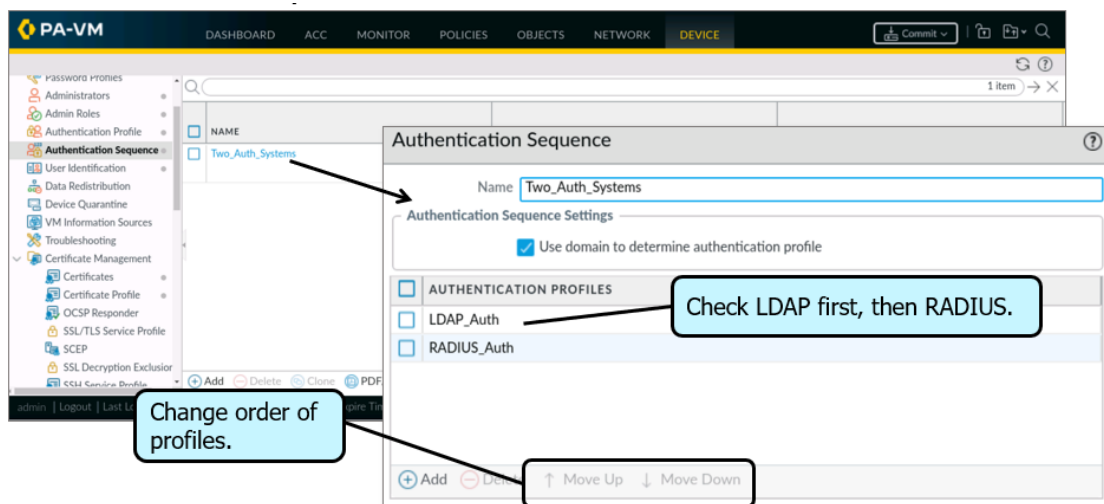 PA-VM
DASHBOARD ACC MONITOR POLICIES OBJECTS NETWORK DEVICE
Commit
Password Profiles
Administrators
Admin Roles
Authentication Profile
Authentication Sequence
User Identification
Data Redistribution
Device Quarantine
VM Information Sources
Troubleshooting
Certificate Management
Certificates
Certificate Profile
OCSP Responder
SSL/TLS Service Profile
SCEP
SSL Decryption Exclusion
SSH Service Profile
1 item
NAME
Two_Auth_Systems
Add Delete Clone PDF
admin | Logout | Last
Authentication Sequence
Name Two_Auth_Systems
Authentication Sequence Settings
Use domain to determine authentication profile
AUTHENTICATION PROFILES
LDAP_Auth
RADIUS_Auth
Check LDAP first, then RADIUS.
Change order of
profiles.
Add Move Up Move Down